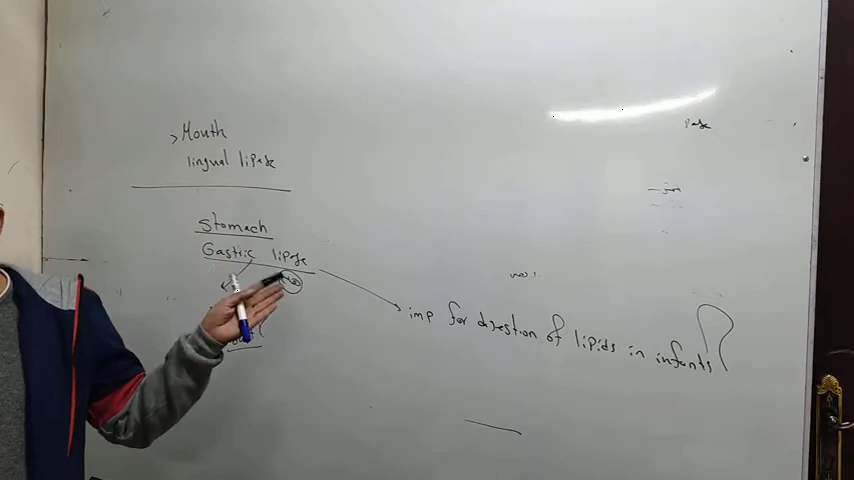 > Mouth
lingual lipase
Stomach
Gastric lipase
imp for digestion of lipids in infants